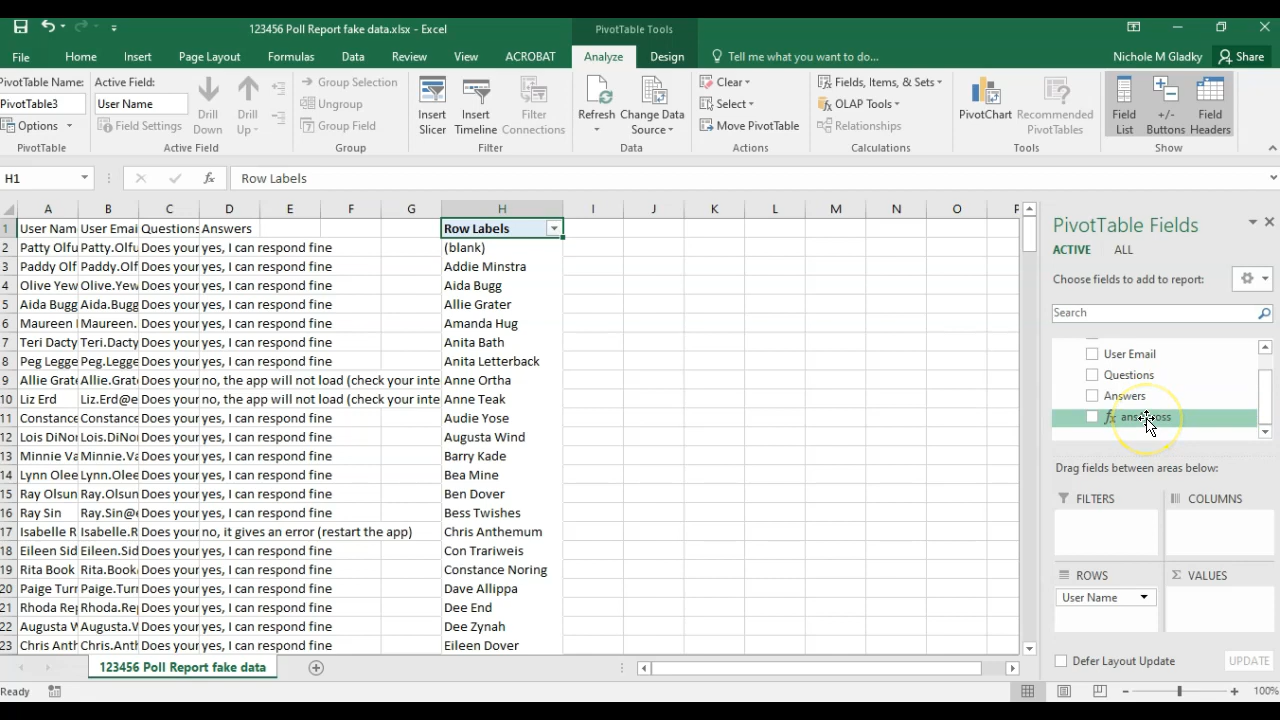 123456 Poll Report fake data.xlsx - Excel
PivotTable Tools
File Home Insert Page Layout Formulas Data Review View ACROBAT Analyze Design Tell me what you want to do... Nichole M Gladky Share
PivotTable Name:
PivotTable3
Options
PivotTable
Active Field:
User Name
Field Settings
Drill Down
Drill Up
Active Field
Group Selection
Ungroup
Group Field
Group
Insert Slicer
Insert Timeline
Filter Connections
Filter
Refresh
Change Data Source
Data
Clear
Select
Move PivotTable
Actions
Fields, Items, & Sets
OLAP Tools
Relationships
Calculations
PivotChart
Recommended PivotTables
Tools
Field List
+/- Buttons
Field Headers
Show
H1 fx Row Labels
A B C D E F G H I J K L M N O P
1 User Nam User Emai Questions Answers Row Labels
2 Patty Olfu Patty.Olfu Does your yes, I can respond fine (blank)
3 Paddy Olf Paddy.Olf Does your yes, I can respond fine Addie Minstra
4 Olive Yew Olive.Yew Does your yes, I can respond fine Aida Bugg
5 Aida Bugg Aida.Bugg Does your yes, I can respond fine Allie Grater
6 Maureen Maureen. Does your yes, I can respond fine Amanda Hug
7 Teri Dacty Teri.Dacty Does your yes, I can respond fine Anita Bath
8 Peg Legge Peg.Legge Does your yes, I can respond fine Anita Letterback
9 Allie Grate Allie.Grat Does your no, the app will not load (check your inte Anne Ortha
10 Liz Erd Liz.Erd@e Does your no, the app will not load (check your inte Anne Teak
11 Constance Constance Does your yes, I can respond fine Audie Yose
12 Lois DiNor Lois.DiNo Does your yes, I can respond fine Augusta Wind
13 Minnie Va Minnie.Va Does your yes, I can respond fine Barry Kade
14 Lynn Olee Lynn.Olee Does your yes, I can respond fine Bea Mine
15 Ray Olsun Ray.Olsun Does your yes, I can respond fine Ben Dover
16 Ray Sin Ray.Sin@e Does your yes, I can respond fine Bess Twishes
17 Isabelle R Isabelle.R Does your no, it gives an error (restart the app) Chris Anthemum
18 Eileen Sid Eileen.Sid Does your yes, I can respond fine Con Trariweis
19 Rita Book Rita.Book Does your yes, I can respond fine Constance Noring
20 Paige Turr Paige.Turr Does your yes, I can respond fine Dave Allippa
21 Rhoda Rep Rhoda.Re Does your yes, I can respond fine Dee End
22 Augusta W Augusta.W Does your yes, I can respond fine Dee Zynah
23 Chris Anth Chris.Anth Does your yes, I can respond fine Eileen Dover
PivotTable Fields
ACTIVE ALL
Choose fields to add to report:
Search
User Email
Questions
Answers
fx
Drag fields between areas below:
FILTERS COLUMNS
ROWS Σ VALUES
User Name
Defer Layout Update UPDATE
123456 Poll Report fake data
Ready
100%